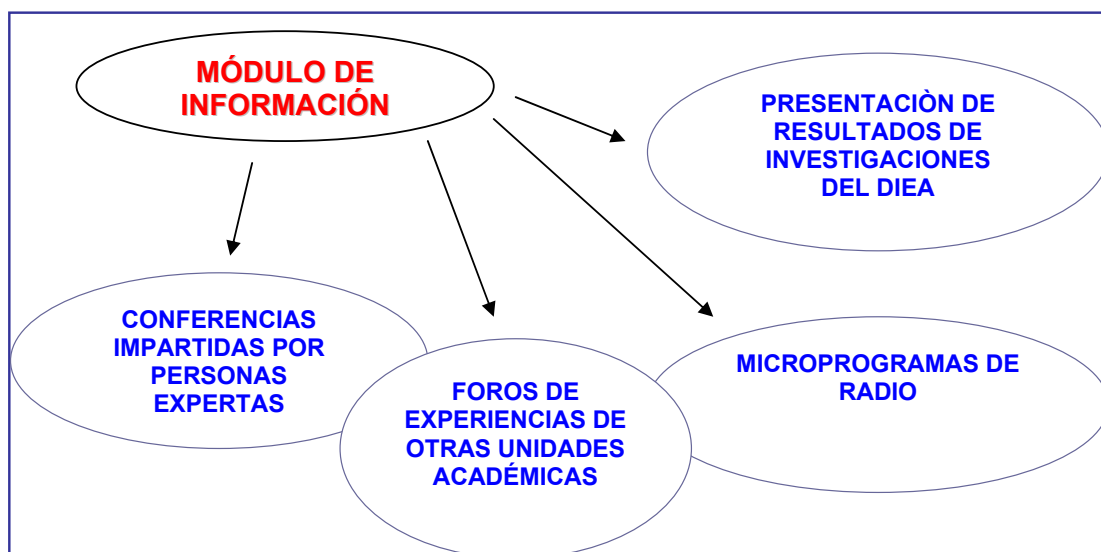 MÓDULO DE
INFORMACIÓN
PRESENTACIÒN DE
RESULTADOS DE
INVESTIGACIONES
DEL DIEA
CONFERENCIAS
IMPARTIDAS POR
PERSONAS
EXPERTAS
FOROS DE
EXPERIENCIAS DE
OTRAS UNIDADES
ACADÉMICAS
MICROPROGRAMAS DE
RADIO